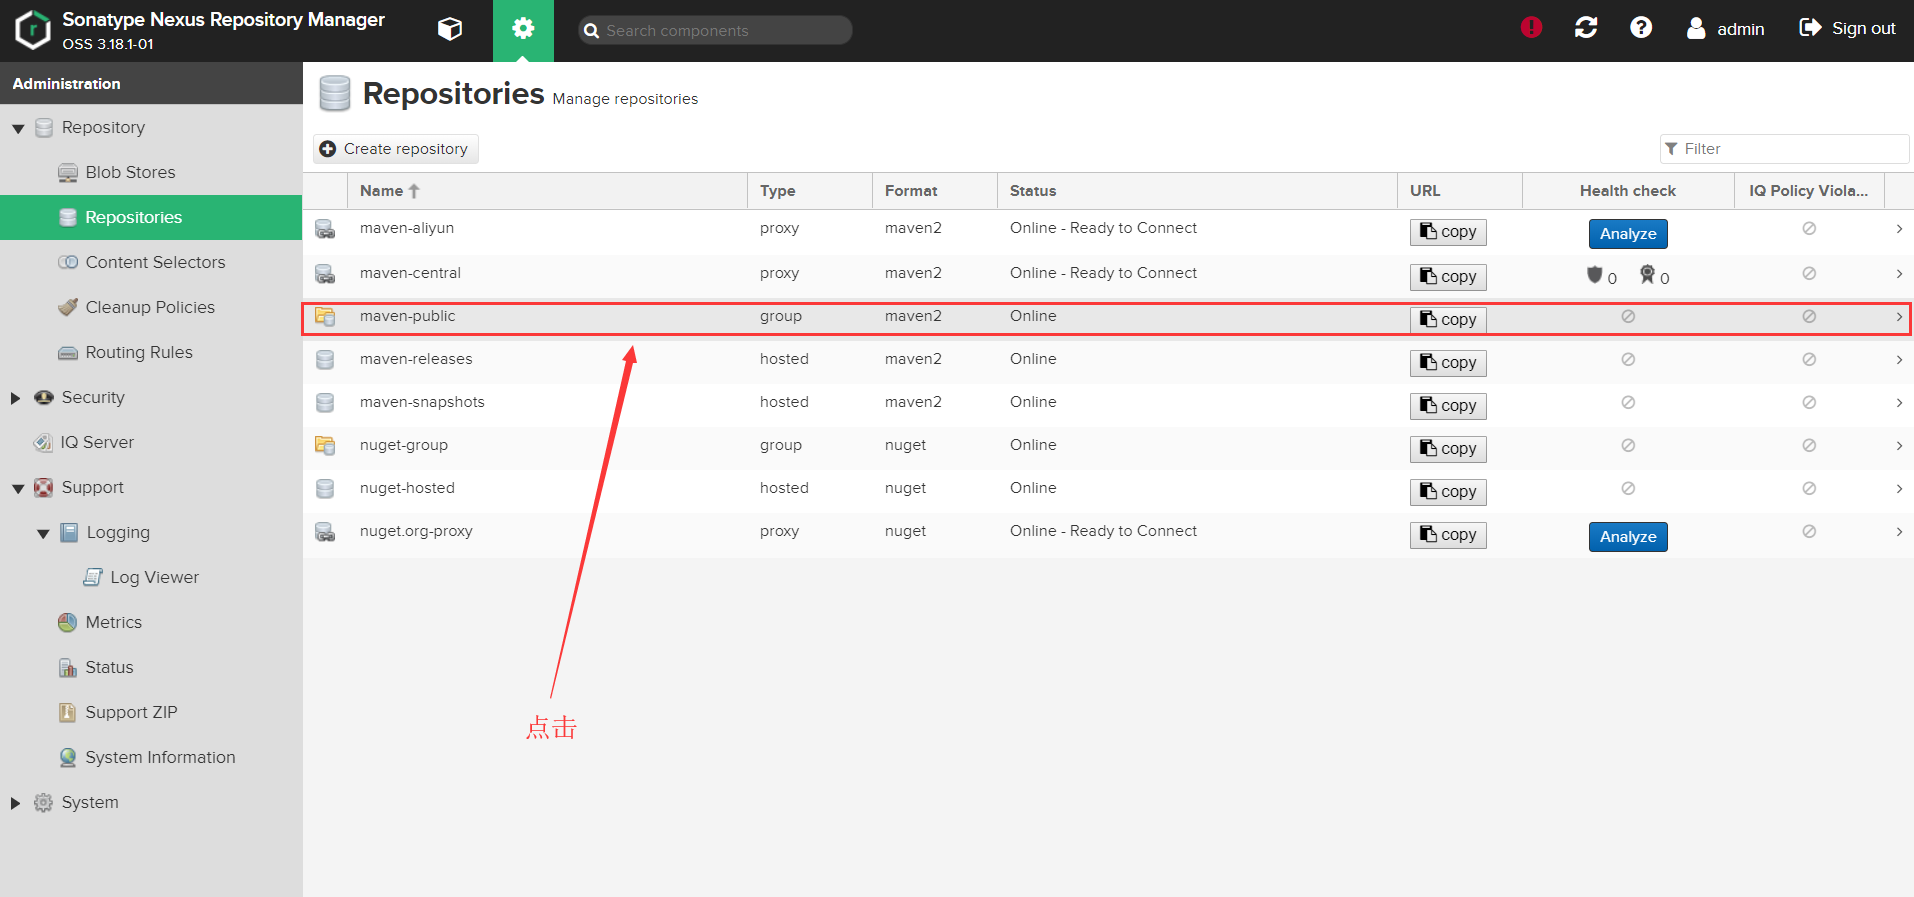 Sonatype Nexus Repository Manager
OSS 3.18.1-01
Search components
admin
Sign out
Administration
Repository
Blob Stores
Repositories
Content Selectors
Cleanup Policies
Routing Rules
Security
IQ Server
Support
Logging
Log Viewer
Metrics
Status
Support ZIP
System Information
System
Repositories Manage repositories
Create repository
Filter
Name Type Format Status URL Health check IQ Policy Viola...
maven-aliyun proxy maven2 Online - Ready to Connect copy Analyze
maven-central proxy maven2 Online - Ready to Connect copy 0 0
maven-public group maven2 Online copy
maven-releases hosted maven2 Online copy
maven-snapshots hosted maven2 Online copy
nuget-group group nuget Online copy
nuget-hosted hosted nuget Online copy
nuget.org-proxy proxy nuget Online - Ready to Connect copy Analyze
点击